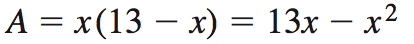 A = x(13 − x) = 13x − x²